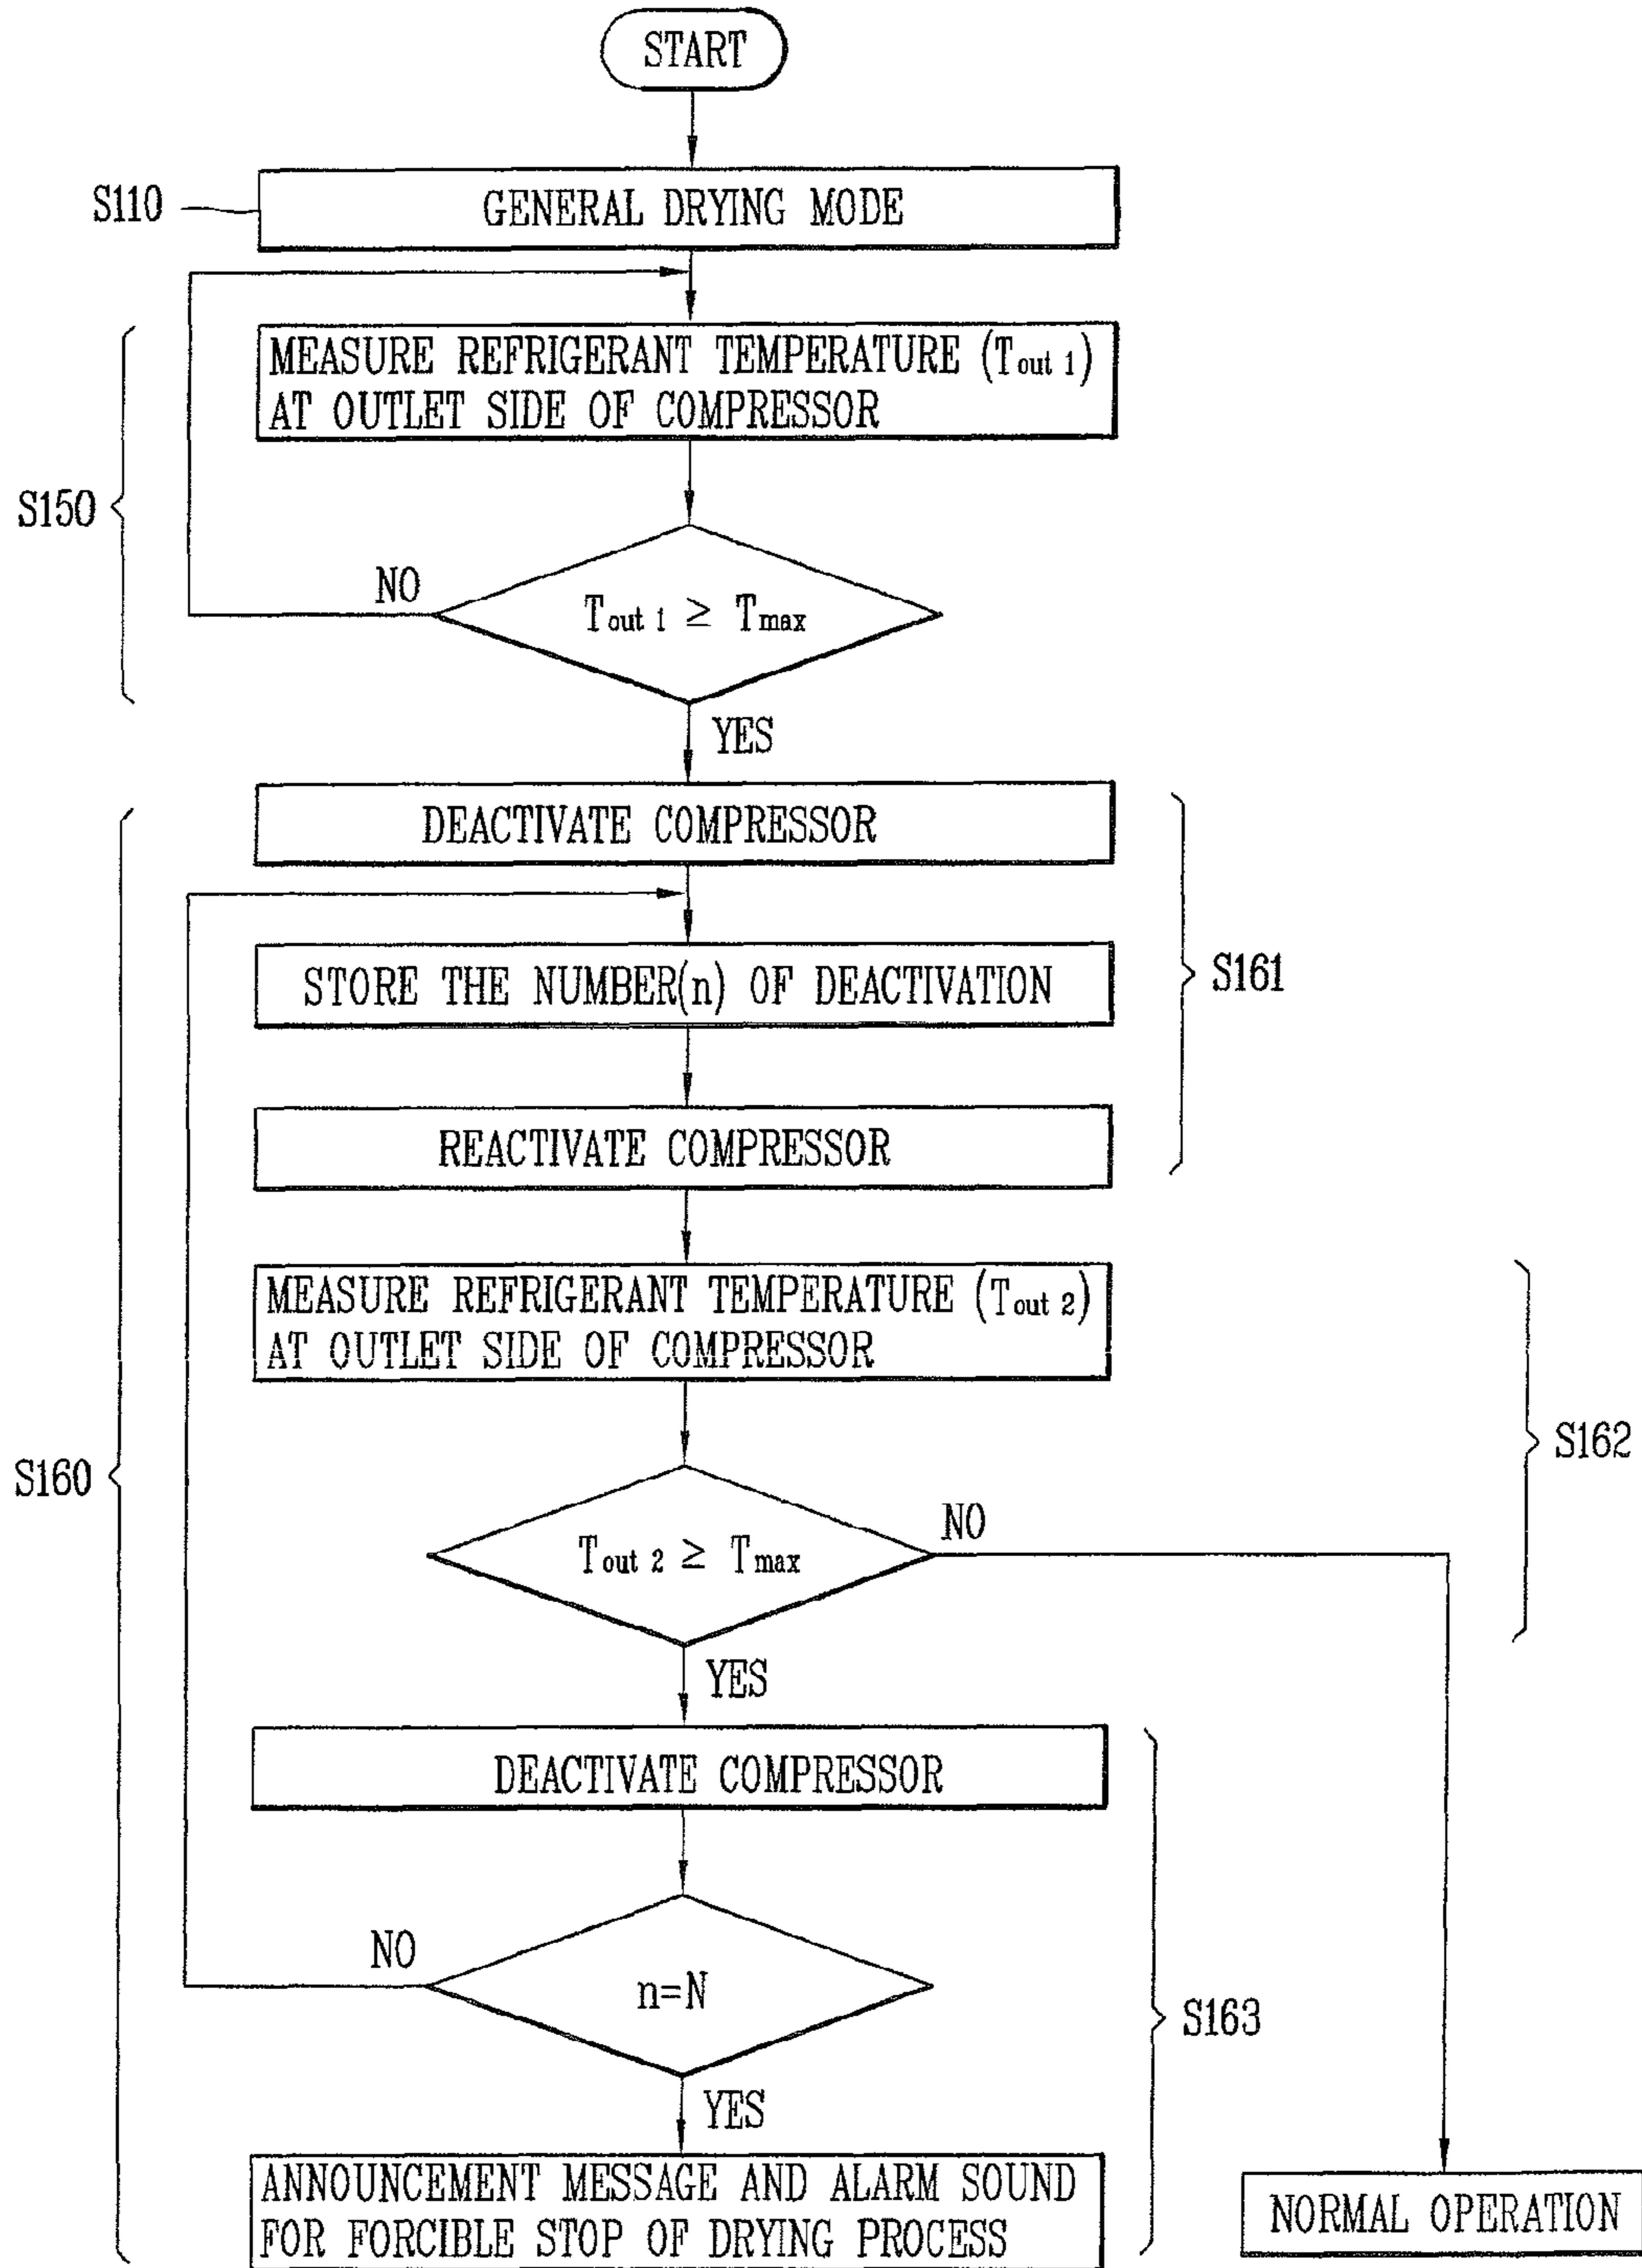 START
S110
GENERAL DRYING MODE
MEASURE REFRIGERANT TEMPERATURE (Tout 1)
AT OUTLET SIDE OF COMPRESSOR
S150
NO
Tout 1 ≥ Tmax
YES
DEACTIVATE COMPRESSOR
STORE THE NUMBER(n) OF DEACTIVATION
S161
REACTIVATE COMPRESSOR
MEASURE REFRIGERANT TEMPERATURE (Tout 2)
AT OUTLET SIDE OF COMPRESSOR
S162
S160
NO
Tout 2 ≥ Tmax
YES
DEACTIVATE COMPRESSOR
NO
n=N
S163
YES
ANNOUNCEMENT MESSAGE AND ALARM SOUND
FOR FORCIBLE STOP OF DRYING PROCESS
NORMAL OPERATION